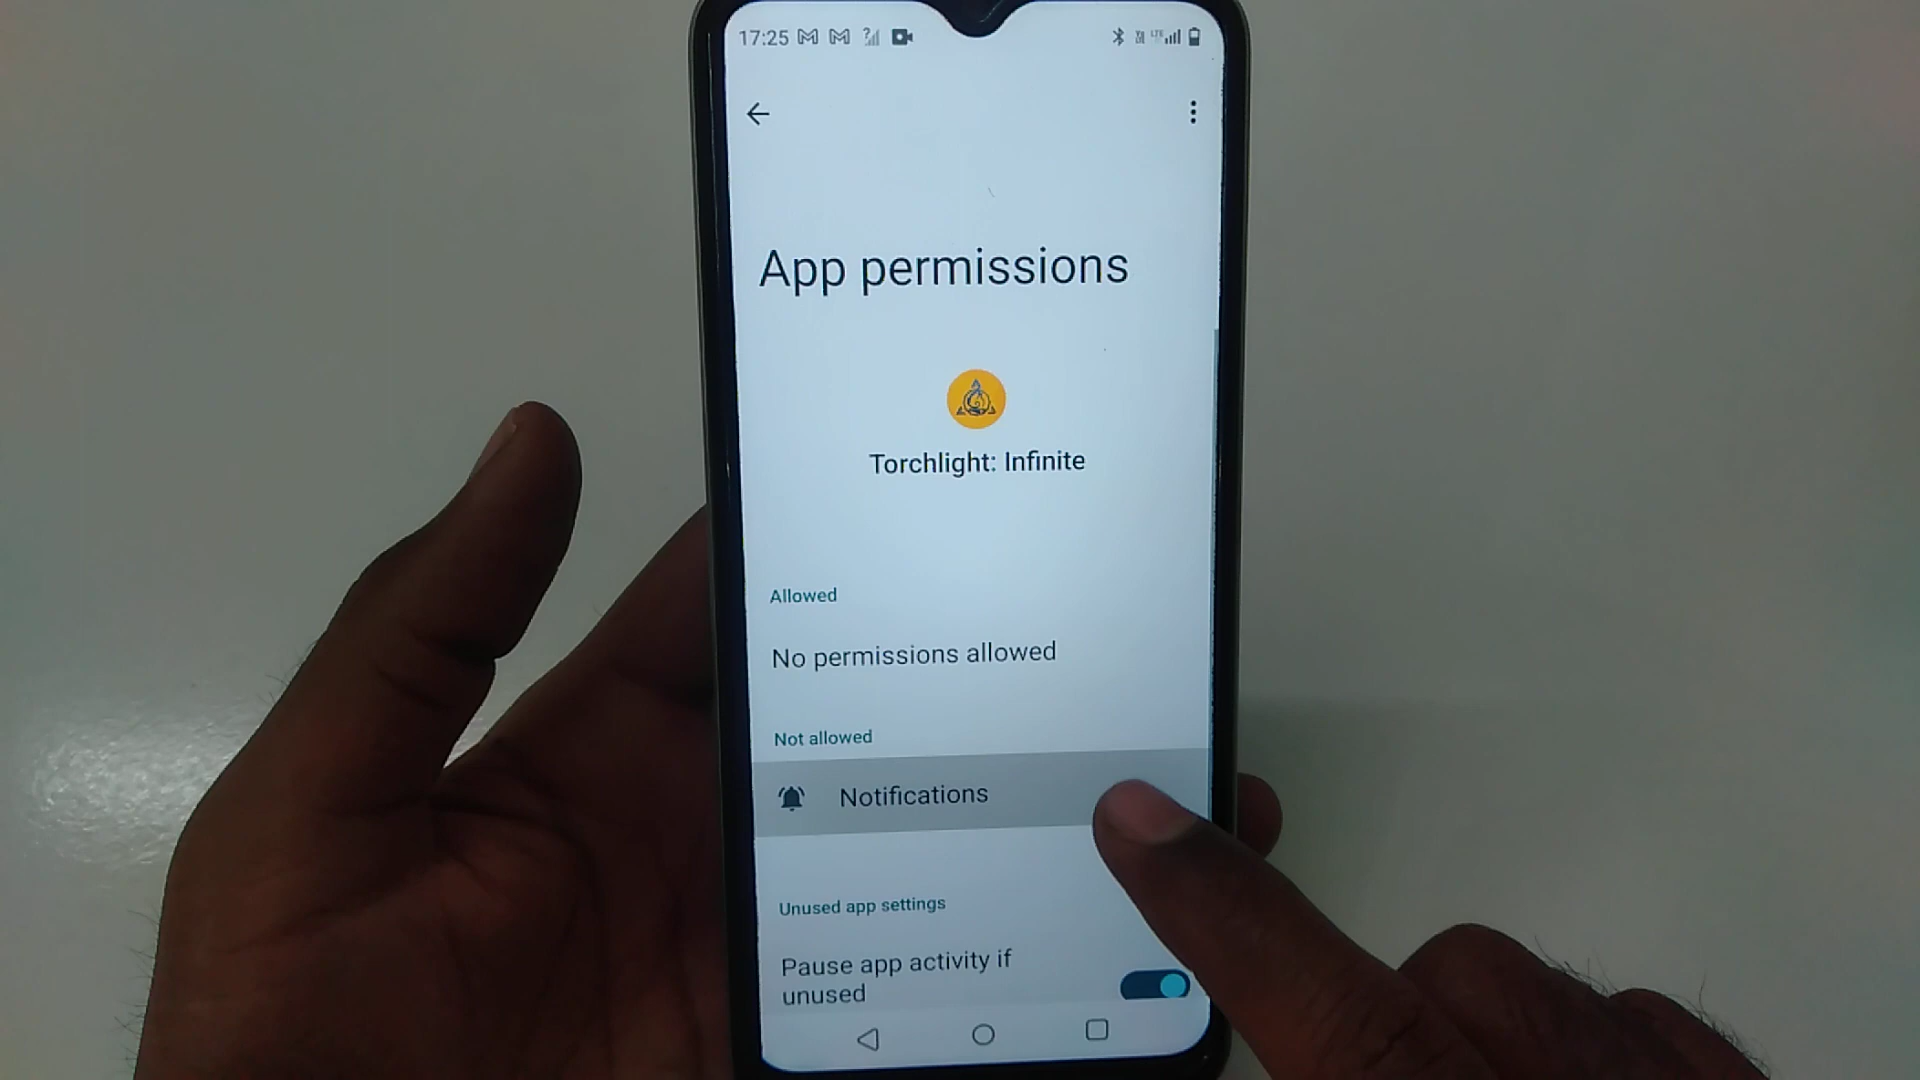 17:25
App permissions
Torchlight: Infinite
Allowed
No permissions allowed
Not allowed
Notifications
Unused app settings
Pause app activity if
unused